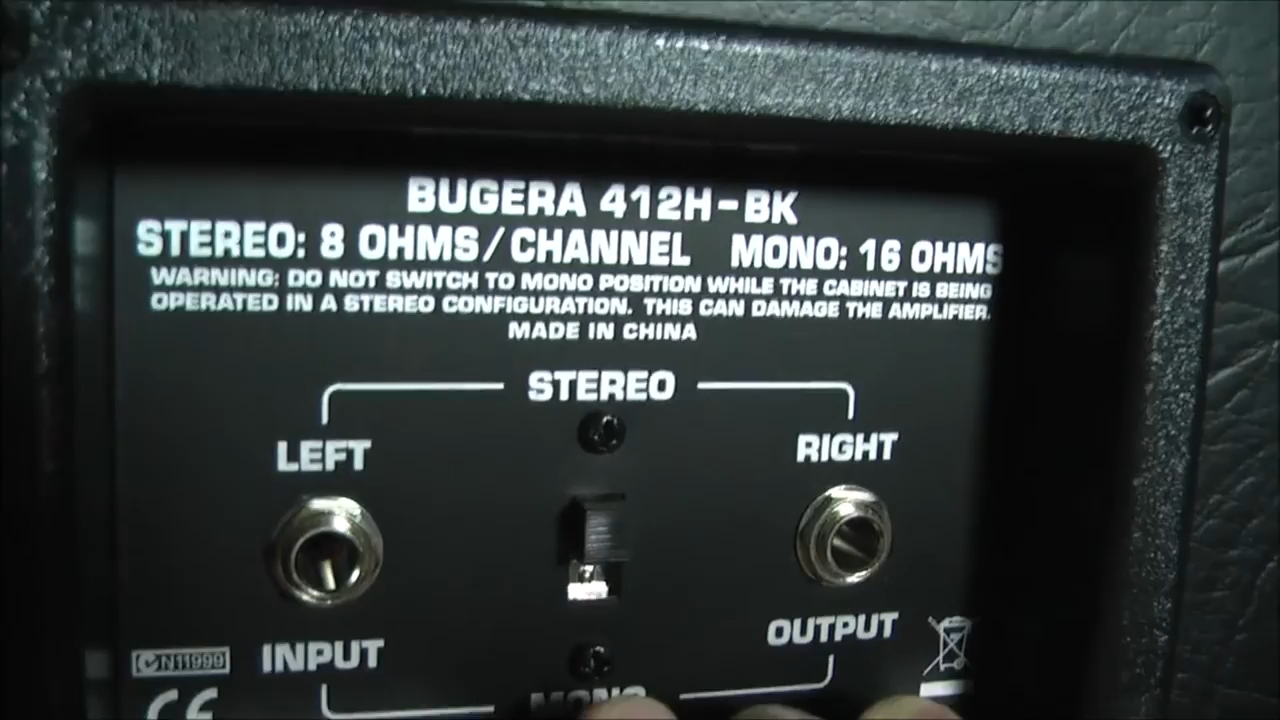 BUGERA 412H-BK
STEREO: 8 OHMS/CHANNEL MONO: 16 OHMS
WARNING: DO NOT SWITCH TO MONO POSITION WHILE THE CABINET IS BEING
OPERATED IN A STEREO CONFIGURATION. THIS CAN DAMAGE THE AMPLIFIER.
MADE IN CHINA
STEREO
LEFT RIGHT
INPUT OUTPUT
N11999
CE
MONO